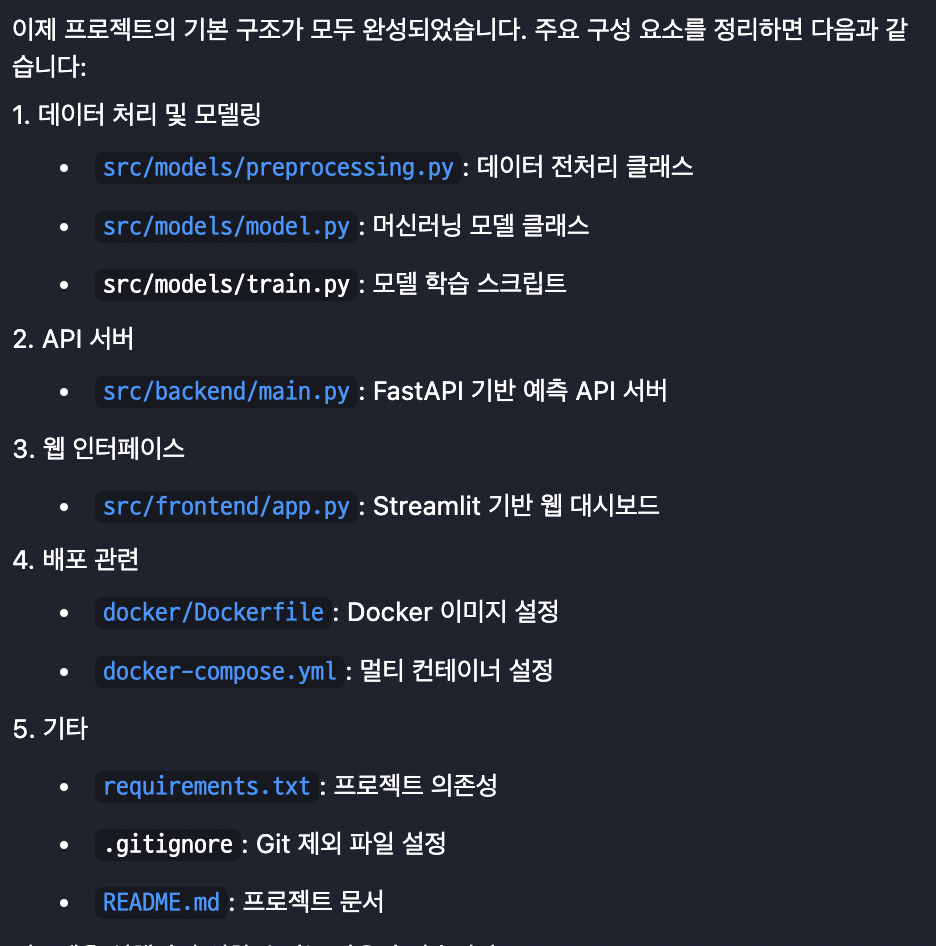 이제 프로젝트의 기본 구조가 모두 완성되었습니다. 주요 구성 요소를 정리하면 다음과 같
습니다:
1. 데이터 처리 및 모델링
• src/models/preprocessing.py : 데이터 전처리 클래스
• src/models/model.py : 머신러닝 모델 클래스
• src/models/train.py : 모델 학습 스크립트
2. API 서버
• src/backend/main.py : FastAPI 기반 예측 API 서버
3. 웹 인터페이스
• src/frontend/app.py : Streamlit 기반 웹 대시보드
4. 배포 관련
• docker/Dockerfile : Docker 이미지 설정
• docker-compose.yml : 멀티 컨테이너 설정
5. 기타
• requirements.txt : 프로젝트 의존성
• .gitignore : Git 제외 파일 설정
• README.md : 프로젝트 문서